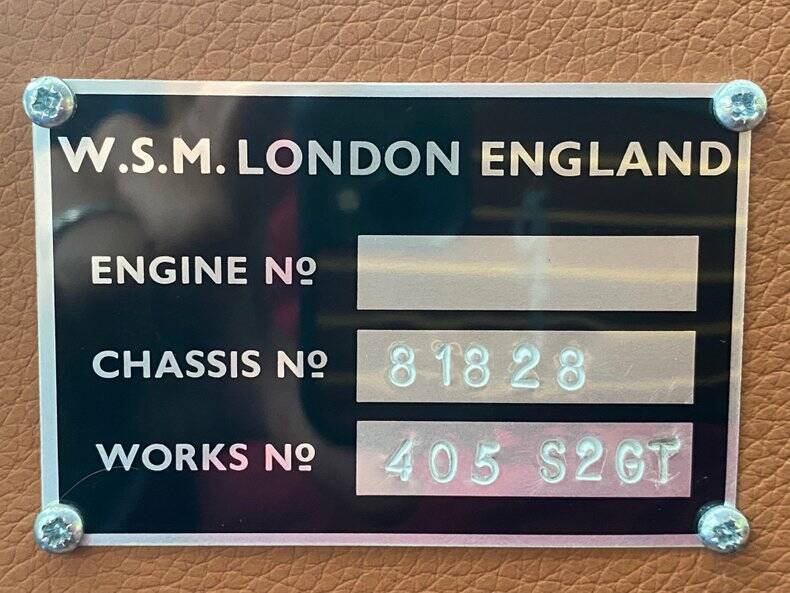 W.S.M. LONDON ENGLAND
ENGINE Nº
CHASSIS Nº 81828
WORKS Nº 405 S2GT